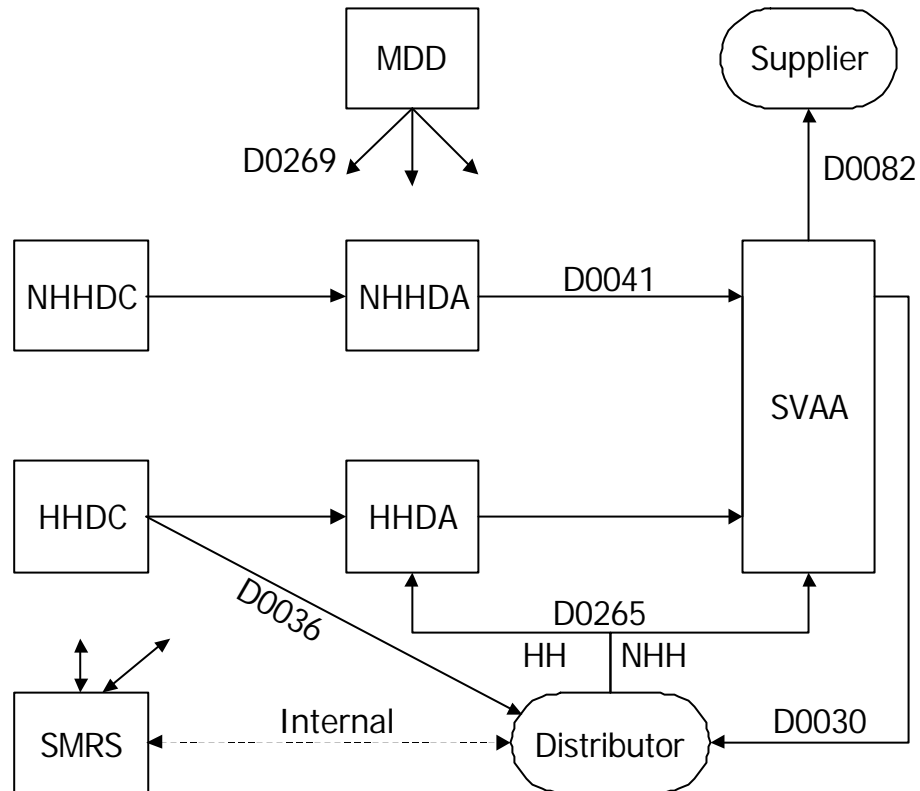 MDD
Supplier
D0269
D0082
NHHDC
NHHDA
D0041
SVAA
HHDC
HHDA
D0036
D0265
HH
NHH
SMRS
Internal
Distributor
D0030